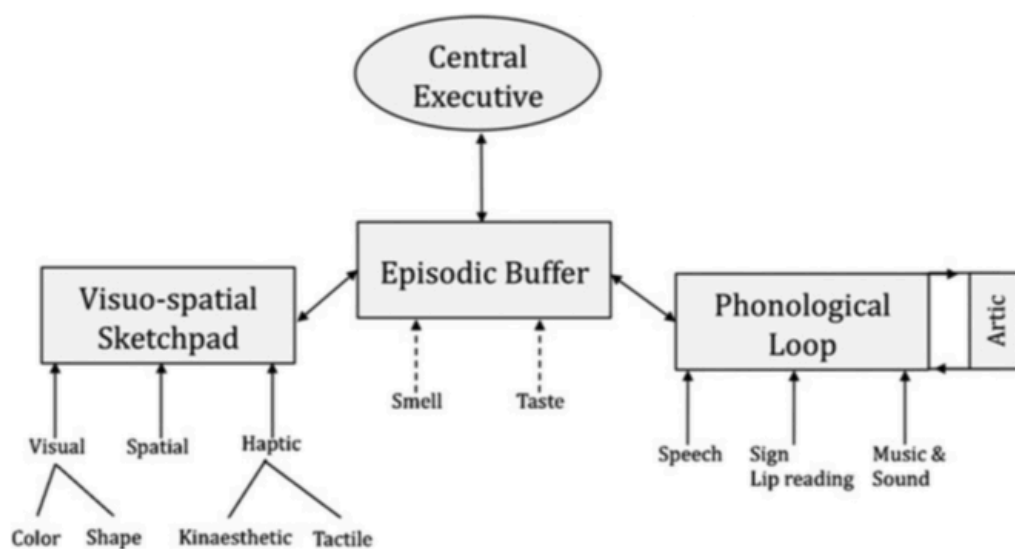 Central
Executive
Episodic Buffer
Visuo-spatial
Sketchpad
Phonological
Loop
Artic
Smell
Taste
Visual
Spatial
Haptic
Speech
Sign
Lip reading
Music &
Sound
Color
Shape
Kinaesthetic
Tactile